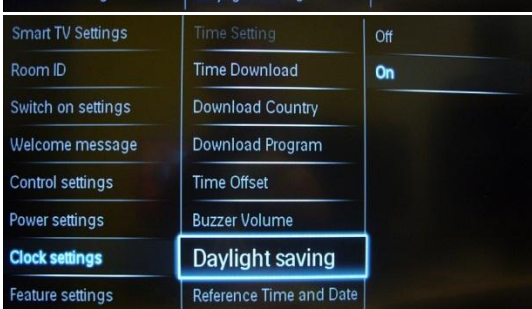 Smart TV Settings
Room ID
Switch on settings
Welcome message
Control settings
Power settings
Clock settings
Feature settings
Time Setting
Time Download
Download Country
Download Program
Time Offset
Buzzer Volume
Daylight saving
Reference Time and Date
Off
On